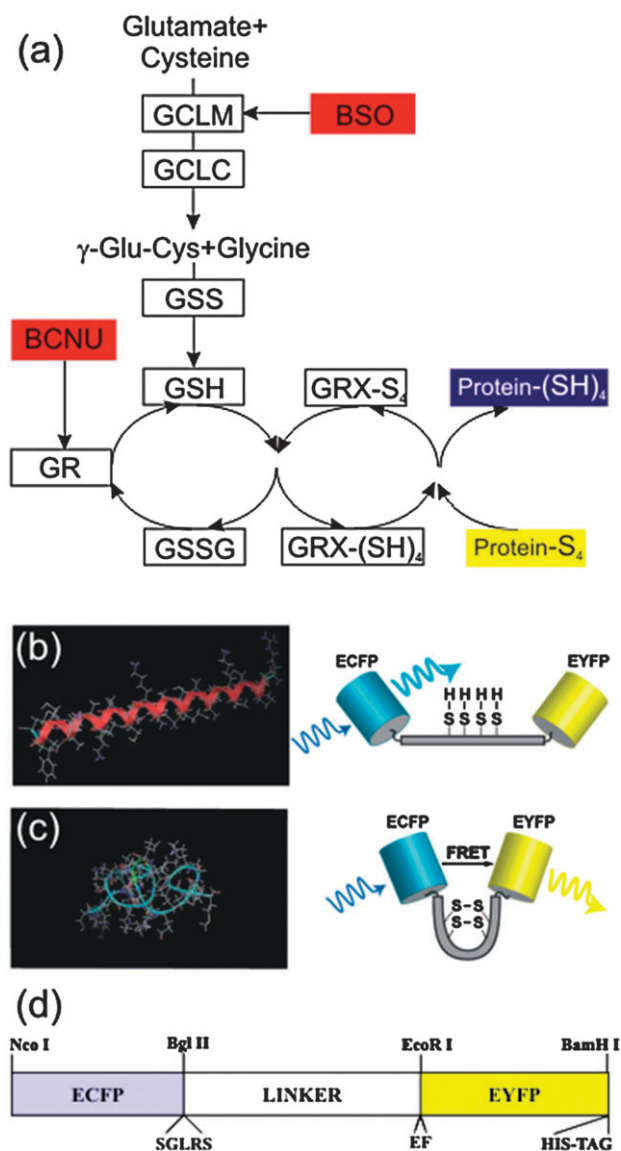 (a)
Glutamate+
Cysteine
GCLM
BSO
GCLC
γ-Glu-Cys+Glycine
GSS
BCNU
GSH
GRX-S₄
Protein-(SH)₄
GR
GSSG
GRX-(SH)₄
Protein-S₄
(b)
ECFP
EYFP
H H H H
S S S S
(c)
ECFP
EYFP
FRET
S-S
S-S
(d)
Nco I
Bgl II
EcoR I
BamH I
ECFP
LINKER
EYFP
SGLRS
EF
HIS-TAG